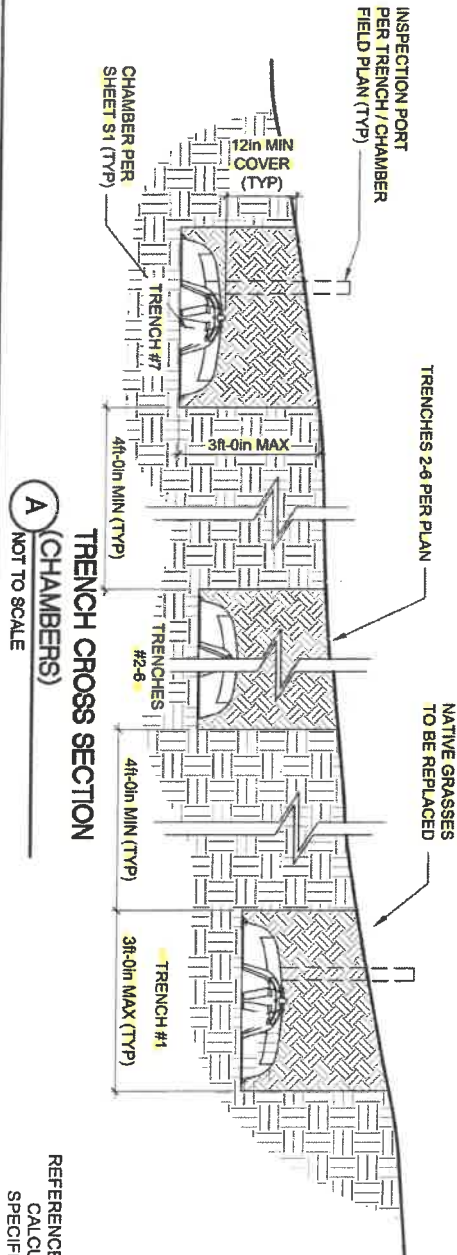 INSPECTION PORT
PER TRENCH / CHAMBER
FIELD PLAN (TYP)
TRENCHES 2-6 PER PLAN
NATIVE GRASSES
TO BE REPLACED
12in MIN
COVER
(TYP)
CHAMBER PER
SHEET S1 (TYP)
TRENCH #7
3ft-0in MAX
4ft-0in MIN (TYP)
TRENCHES
#2-6
4ft-0in MIN (TYP)
TRENCH #1
3ft-0in MAX (TYP)
A
TRENCH CROSS SECTION
(CHAMBERS)
NOT TO SCALE
REFERENCE
CALCU
SPECIF